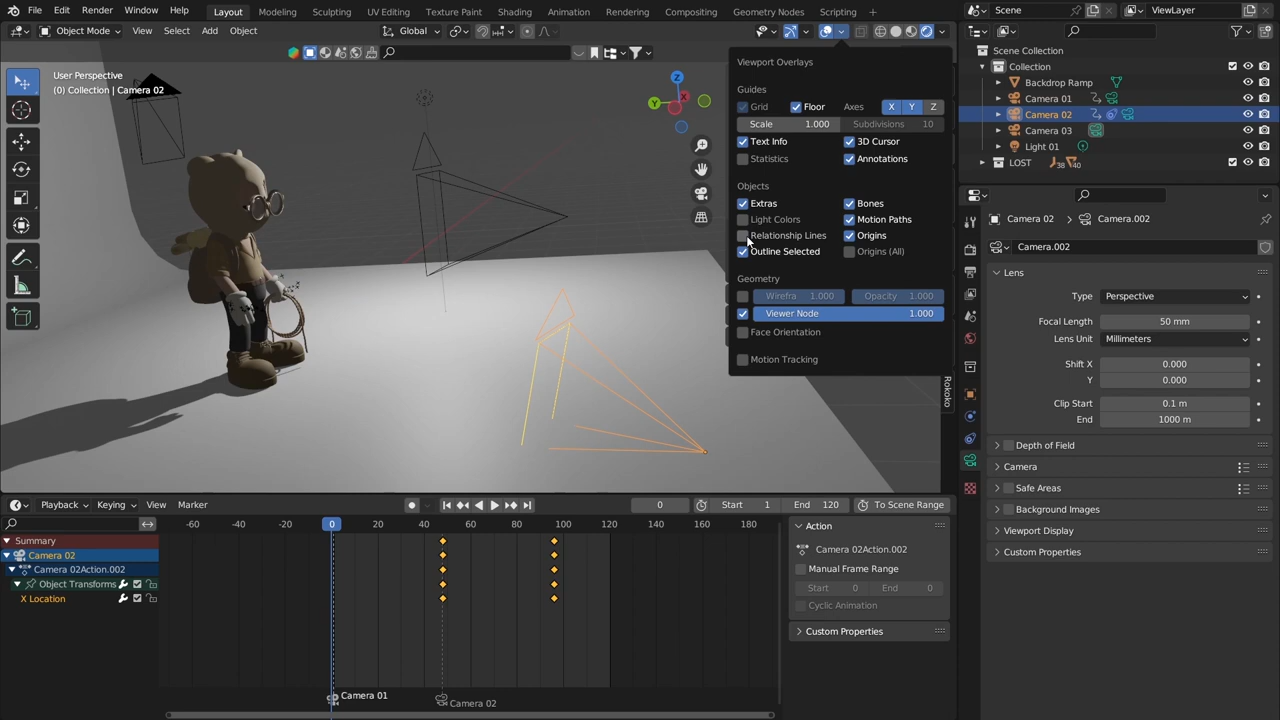 File Edit Render Window Help Layout Modeling Sculpting UV Editing Texture Paint Shading Animation Rendering Compositing Geometry Nodes Scripting + Scene ViewLayer
Object Mode View Select Add Object Global
User Perspective
(0) Collection | Camera 02
Viewport Overlays
Guides
Grid Floor Axes X Y Z
Scale 1.000 Subdivisions 10
Text Info 3D Cursor
Statistics Annotations
Objects
Extras Bones
Light Colors Motion Paths
Relationship Lines Origins
Outline Selected Origins (All)
Geometry
Wirefra 1.000 Opacity 1.000
Viewer Node 1.000
Face Orientation
Motion Tracking
Z
X
Y
Rokoko
Scene Collection
Collection
Backdrop Ramp
Camera 01
Camera 02
Camera 03
Light 01
LOST 38 40
Camera 02 > Camera.002
Camera.002
Lens
Type Perspective
Focal Length 50 mm
Lens Unit Millimeters
Shift X 0.000
Y 0.000
Clip Start 0.1 m
End 1000 m
Depth of Field
Camera
Safe Areas
Background Images
Viewport Display
Custom Properties
Playback Keying View Marker 0 Start 1 End 120 To Scene Range
-60 -40 -20 0 20 40 60 80 100 120 140 160 180
Summary
Camera 02
Camera 02Action.002
Object Transforms
X Location
Camera 01
Camera 02
Action
Camera 02Action.002
Manual Frame Range
Start 0 End 0
Cyclic Animation
Custom Properties